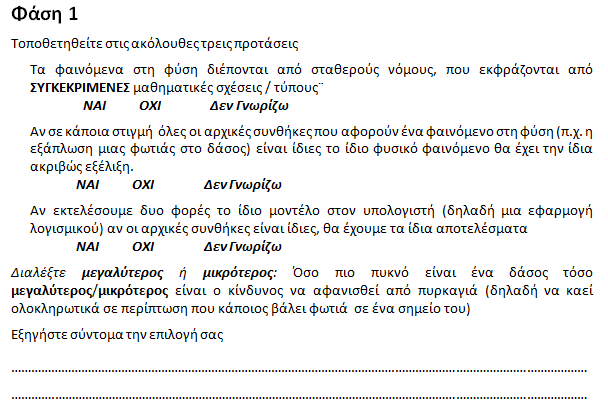 Φάση 1
Τοποθετηθείτε στις ακόλουθες τρεις προτάσεις
Τα φαινόμενα στη φύση διέπονται από σταθερούς νόμους, που εκφράζονται από
ΣΥΓΚΕΚΡΙΜΕΝΕΣ μαθηματικές σχέσεις / τύπους¨
ΝΑΙ ΟΧΙ Δεν Γνωρίζω
Αν σε κάποια στιγμή όλες οι αρχικές συνθήκες που αφορούν ένα φαινόμενο στη φύση (π.χ. η
εξάπλωση μιας φωτιάς στο δάσος) είναι ίδιες το ίδιο φυσικό φαινόμενο θα έχει την ίδια
ακριβώς εξέλιξη.
ΝΑΙ ΟΧΙ Δεν Γνωρίζω
Αν εκτελέσουμε δυο φορές το ίδιο μοντέλο στον υπολογιστή (δηλαδή μια εφαρμογή
λογισμικού) αν οι αρχικές συνθήκες είναι ίδιες, θα έχουμε τα ίδια αποτελέσματα
ΝΑΙ ΟΧΙ Δεν Γνωρίζω
Διαλέξτε μεγαλύτερος ή μικρότερος: Όσο πιο πυκνό είναι ένα δάσος τόσο
μεγαλύτερος/μικρότερος είναι ο κίνδυνος να αφανισθεί από πυρκαγιά (δηλαδή να καεί
ολοκληρωτικά σε περίπτωση που κάποιος βάλει φωτιά σε ένα σημείο του)
Εξηγήστε σύντομα την επιλογή σας